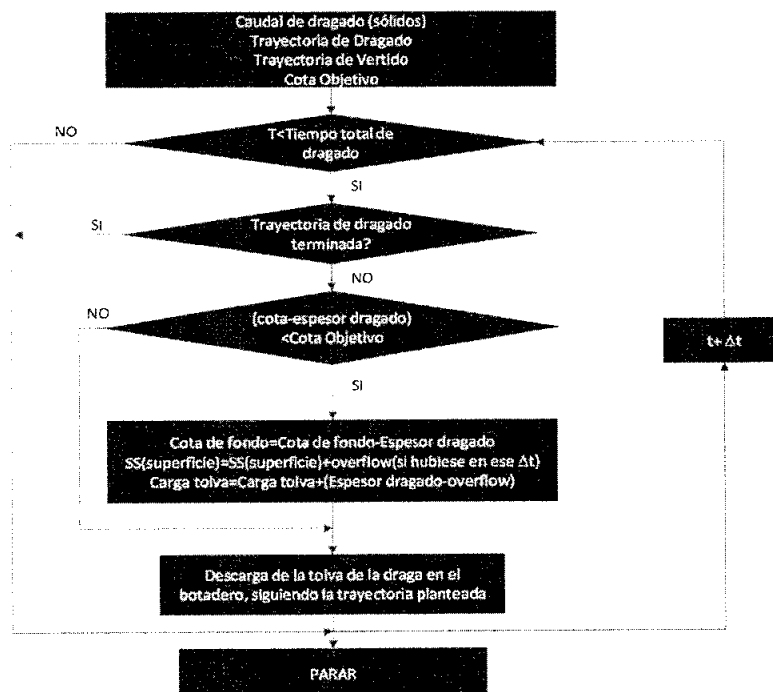 Caudal de dragado (sólidos)
Trayectoria de Dragado
Trayectoria de Vertido
Cota Objetivo
NO
T<Tiempo total de
dragado
SI
SI
Trayectoria de dragado
terminada?
NO
NO
(cota-espesor dragado)
<Cota Objetivo
t+ Δt
SI
Cota de fondo=Cota de fondo-Espesor dragado
SS(superficie)=SS(superficie)+overflow(si hubiese en ese Δt)
Carga tolva=Carga tolva+(Espesor dragado-overflow)
Descarga de la tolva de la draga en el
botadero, siguiendo la trayectoria planteada
PARAR